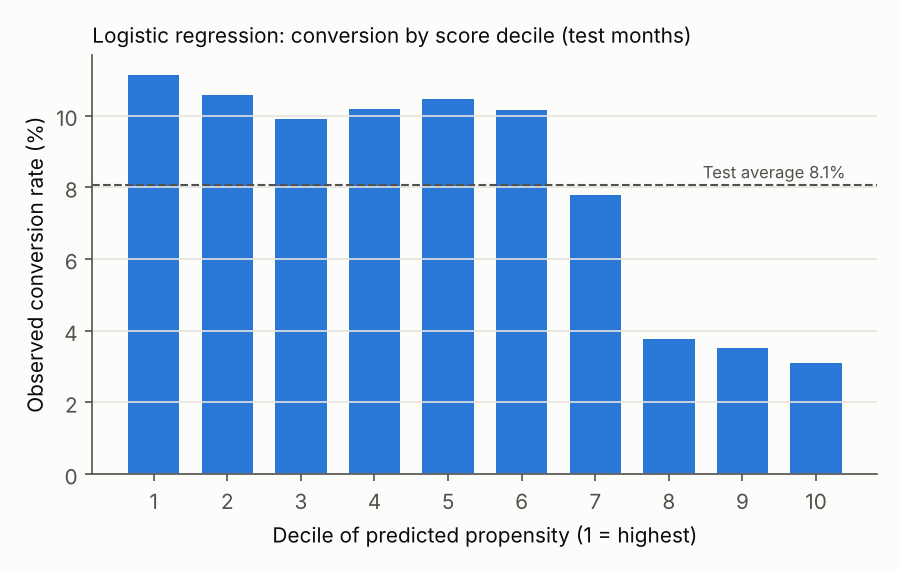 Logistic regression: conversion by score decile (test months)
Observed conversion rate (%)
10
8
6
4
2
0
Test average 8.1%
1 2 3 4 5 6 7 8 9 10
Decile of predicted propensity (1 = highest)